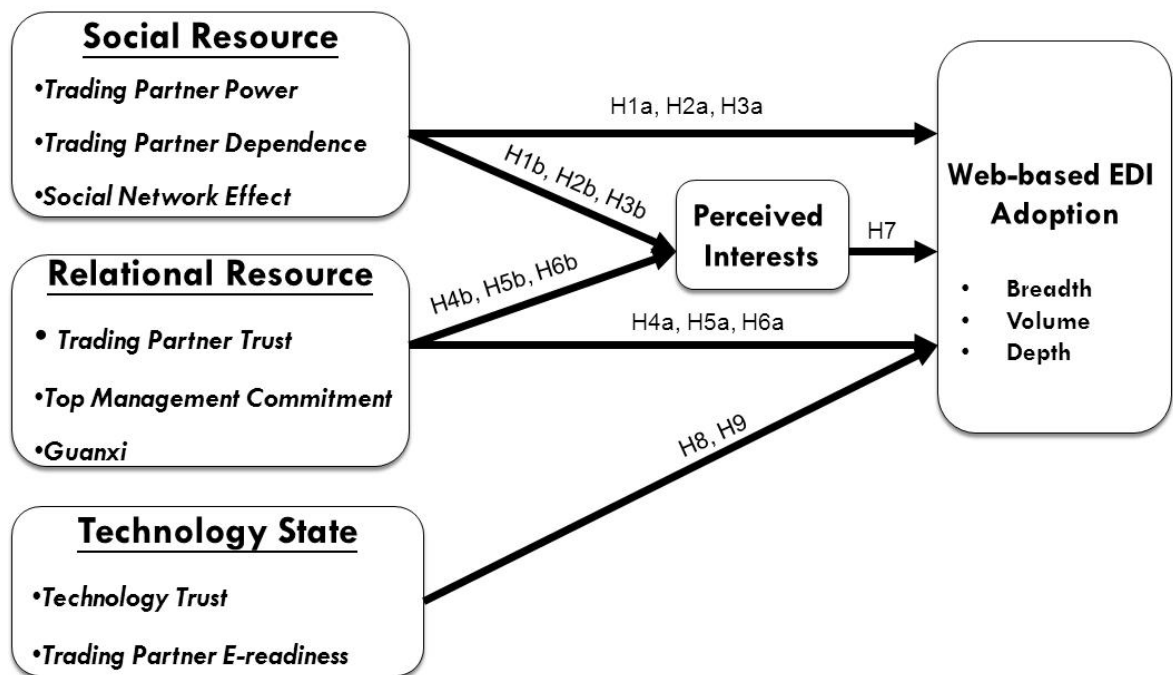 Social Resource
•Trading Partner Power
•Trading Partner Dependence
•Social Network Effect
H1a, H2a, H3a
H1b, H2b, H3b
Perceived
Interests
H7
Web-based EDI
Adoption
• Breadth
• Volume
• Depth
Relational Resource
• Trading Partner Trust
•Top Management Commitment
•Guanxi
H4b, H5b, H6b
H4a, H5a, H6a
H8, H9
Technology State
•Technology Trust
•Trading Partner E-readiness